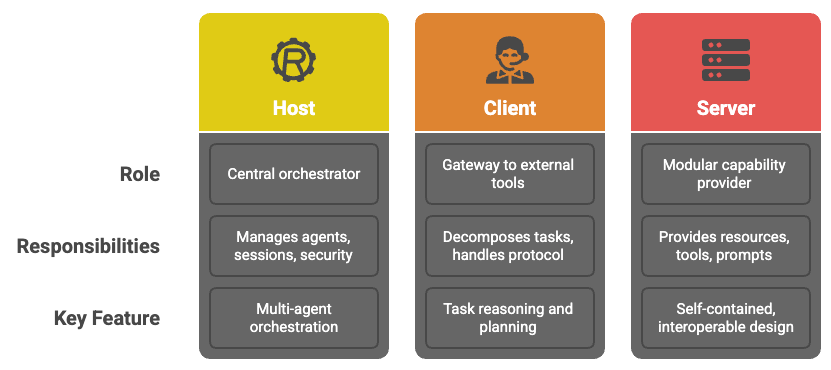 R
Host
Client
Server
Role
Central orchestrator
Gateway to external
tools
Modular capability
provider
Responsibilities
Manages agents,
sessions, security
Decomposes tasks,
handles protocol
Provides resources,
tools, prompts
Key Feature
Multi-agent
orchestration
Task reasoning and
planning
Self-contained,
interoperable design